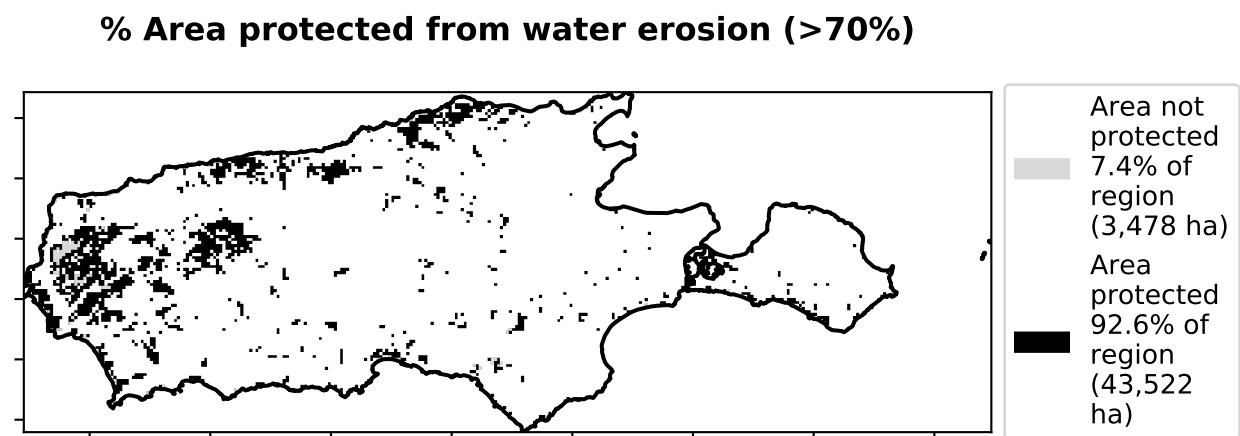 % Area protected from water erosion (>70%)
Area not
protected
7.4% of
region
(3,478 ha)
Area
protected
92.6% of
region
(43,522
ha)